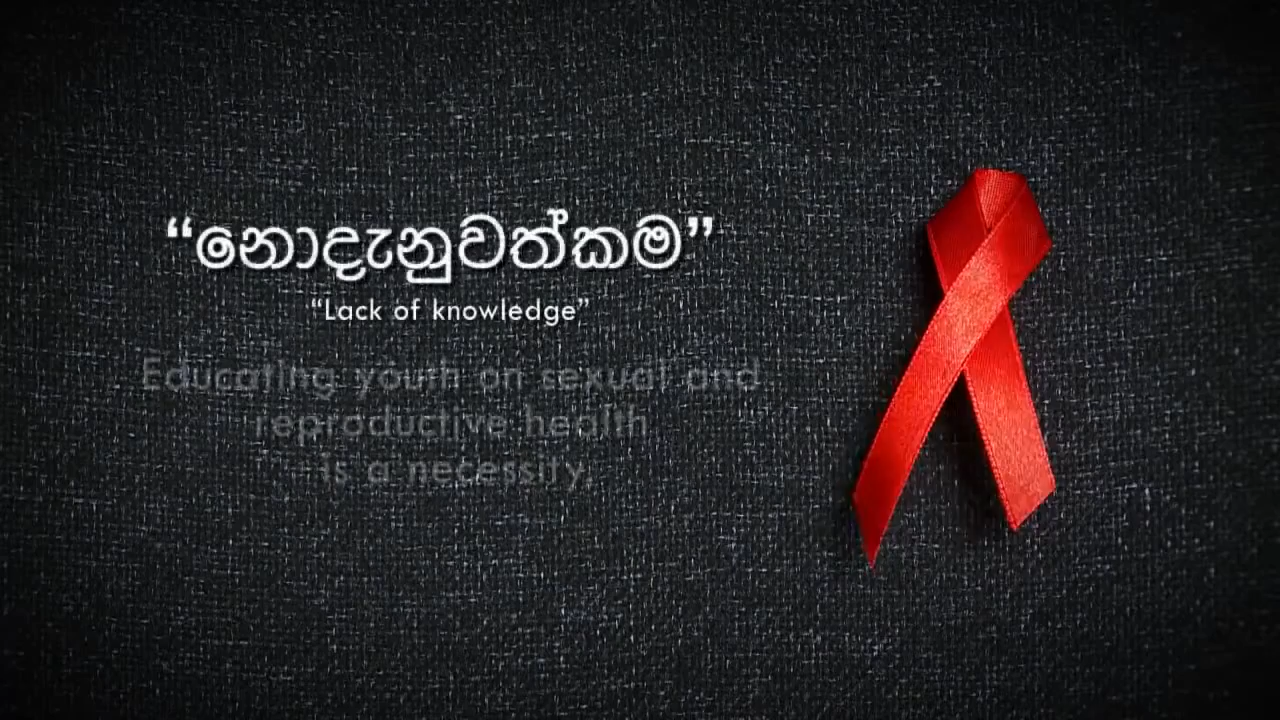 “නොදැනුවත්කම”
“Lack of knowledge”
Educating youth on sexual and
reproductive health
is a necessity.